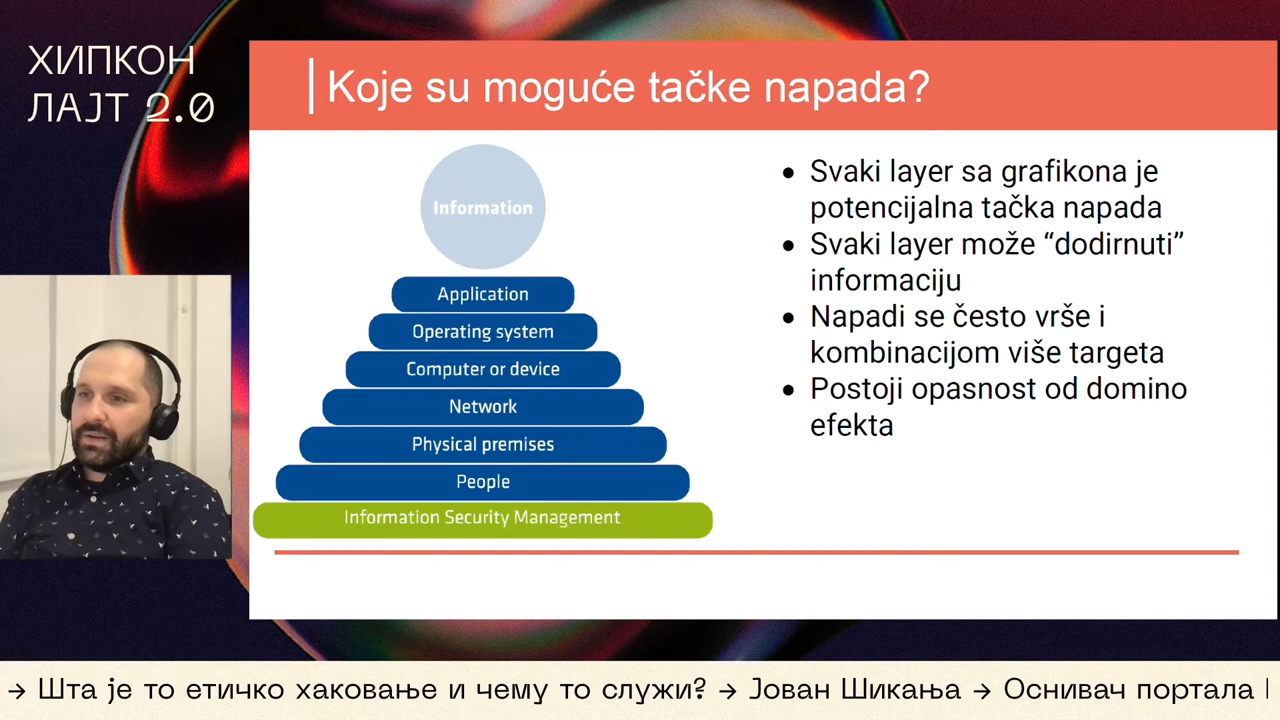 ХИПКОН
ЛАЈТ 2.0
Koje su moguće tačke napada?
Information
Application
Operating system
Computer or device
Network
Physical premises
People
Information Security Management
• Svaki layer sa grafikona je
potencijalna tačka napada
• Svaki layer može “dodirnuti”
informaciju
• Napadi se često vrše i
kombinacijom više targeta
• Postoji opasnost od domino
efekta
→ Шта је то етичко хаковање и чему то служи? → Јован Шикања → Оснивач портала